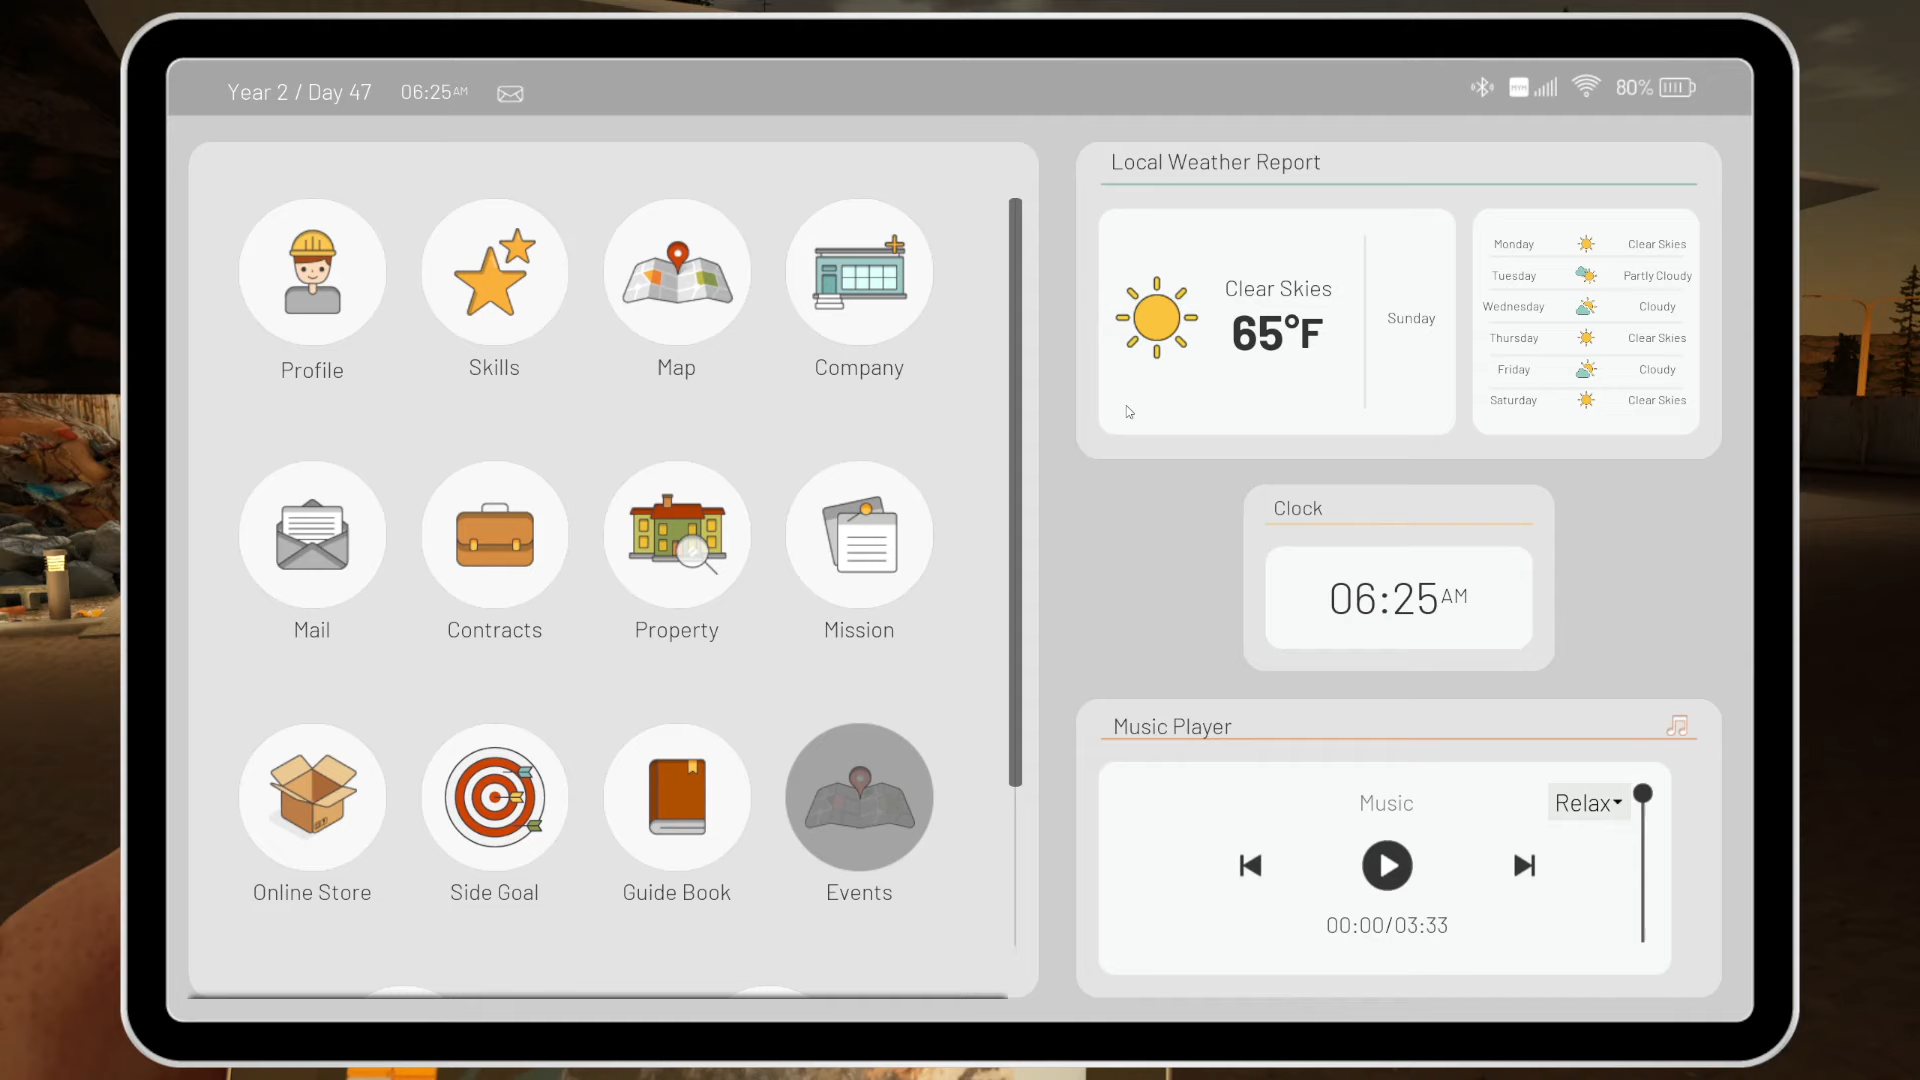 Year 2 / Day 47 06:25AM
80%
Profile Skills Map Company
Mail Contracts Property Mission
Online Store Side Goal Guide Book Events
Local Weather Report
Clear Skies
65°F
Sunday
Monday Clear Skies
Tuesday Partly Cloudy
Wednesday Cloudy
Thursday Clear Skies
Friday Cloudy
Saturday Clear Skies
Clock
06:25AM
Music Player
Music
Relax
00:00/03:33